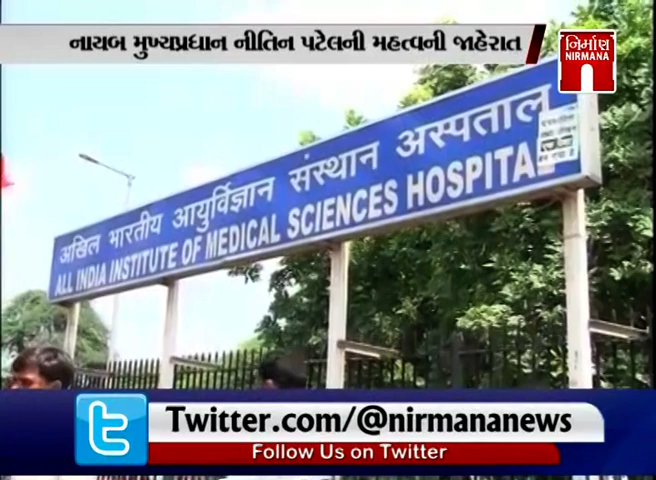 નાયબ મુખ્યપ્રધાન નીતિન પટેલની મહત્વની જાહેરાત
निर्माण
NIRMANA
अखिल भारतीय आयुर्विज्ञान संस्थान अस्पताल
ALL INDIA INSTITUTE OF MEDICAL SCIENCES HOSPITAL
Twitter.com/@nirmananews
Follow Us on Twitter